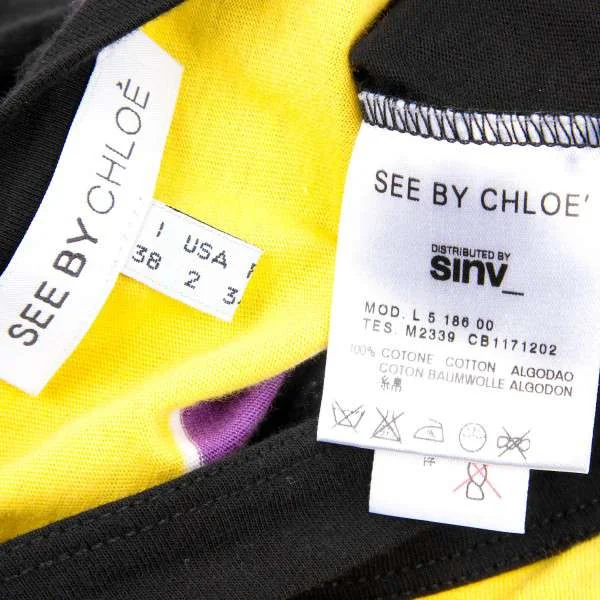 SEE BY CHLOÉ
I USA
38 2 3
SEE BY CHLOE'
DISTRIBUTED BY
sinv_
MOD. L 5 186 00
TES. M2339 CB1171202
100% COTONE COTTON ALGODAO
COTON BAUMWOLLE ALGODON